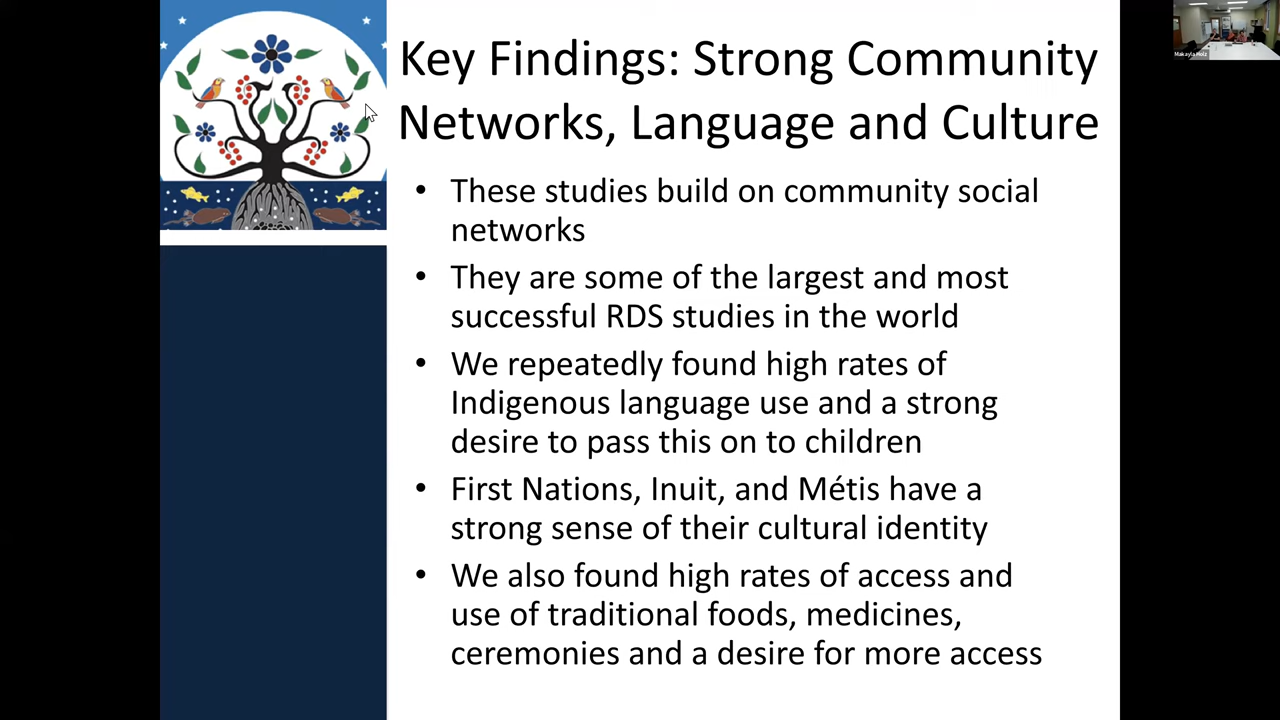 Key Findings: Strong Community
Networks, Language and Culture
• These studies build on community social
networks
• They are some of the largest and most
successful RDS studies in the world
• We repeatedly found high rates of
Indigenous language use and a strong
desire to pass this on to children
• First Nations, Inuit, and Métis have a
strong sense of their cultural identity
• We also found high rates of access and
use of traditional foods, medicines,
ceremonies and a desire for more access
Makayla Holz